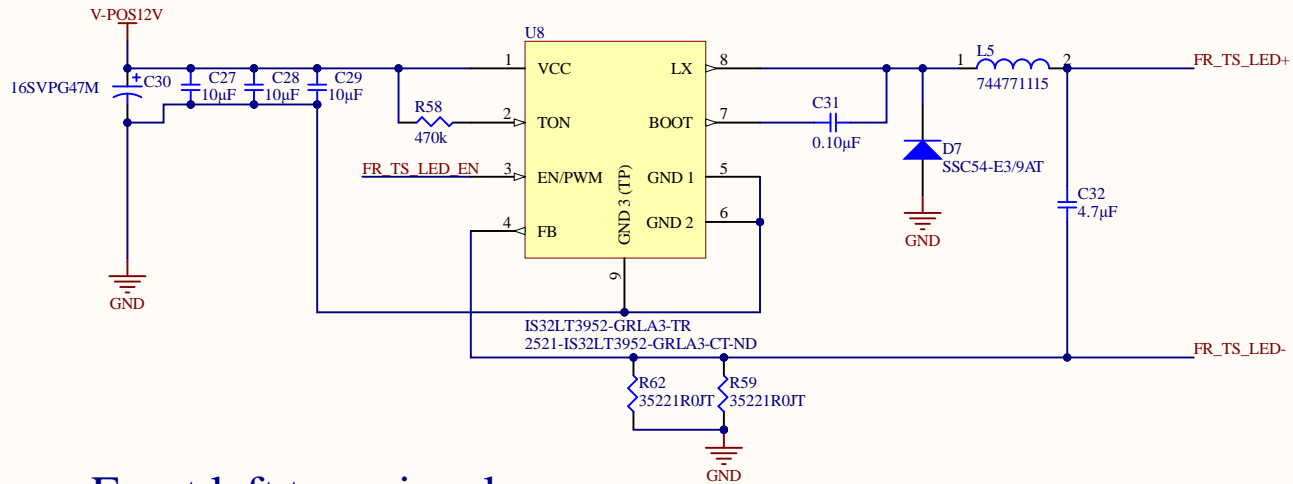 V-POS12V
16SVPG47M
C30
C27
10µF
C28
10µF
C29
10µF
R58
470k
FR_TS_LED_EN
U8
1
VCC
2
TON
3
EN/PWM
4
FB
GND 3 (TP)
9
LX
8
BOOT
7
GND 1
5
GND 2
6
IS32LT3952-GRLA3-TR
2521-IS32LT3952-GRLA3-CT-ND
C31
0.10µF
D7
SSC54-E3/9AT
GND
L5
1
2
744771115
FR_TS_LED+
C32
4.7µF
FR_TS_LED-
GND
R62
35221R0JT
R59
35221R0JT
GND